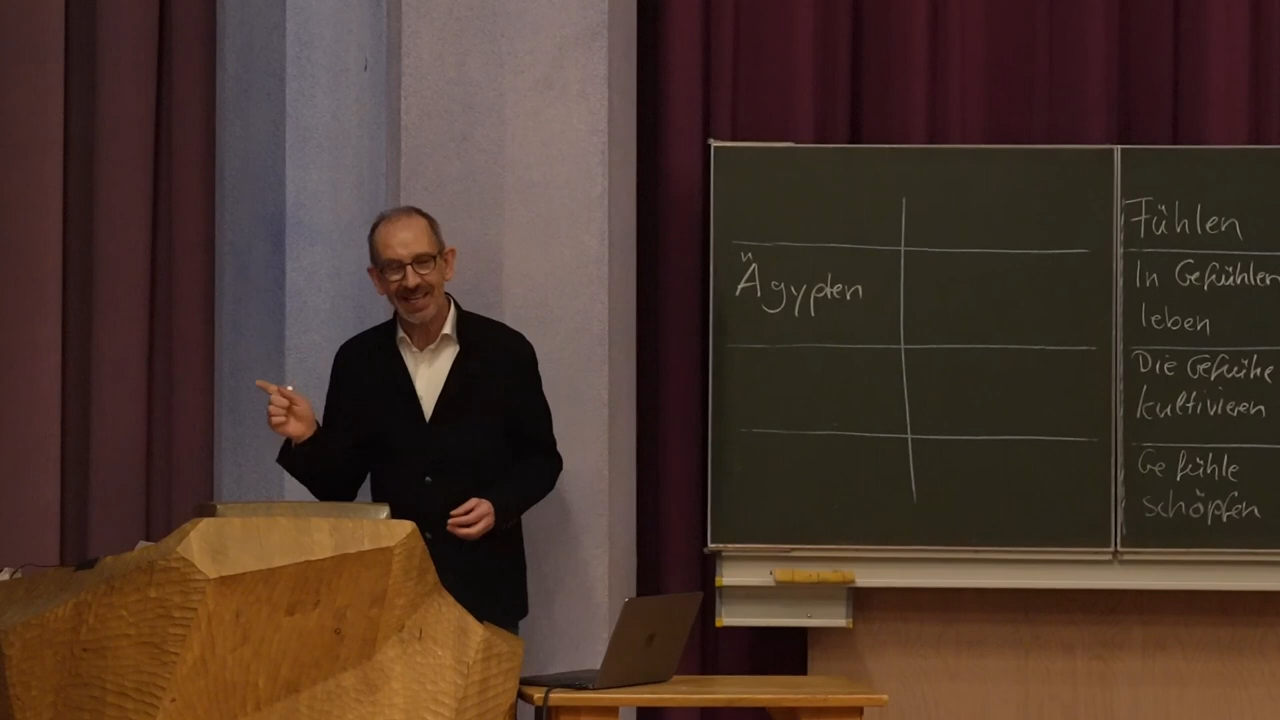 Ägypten
Fühlen
In Gefühlen
leben
Die Gefühle
kultivieren
Gefühle
schöpfen